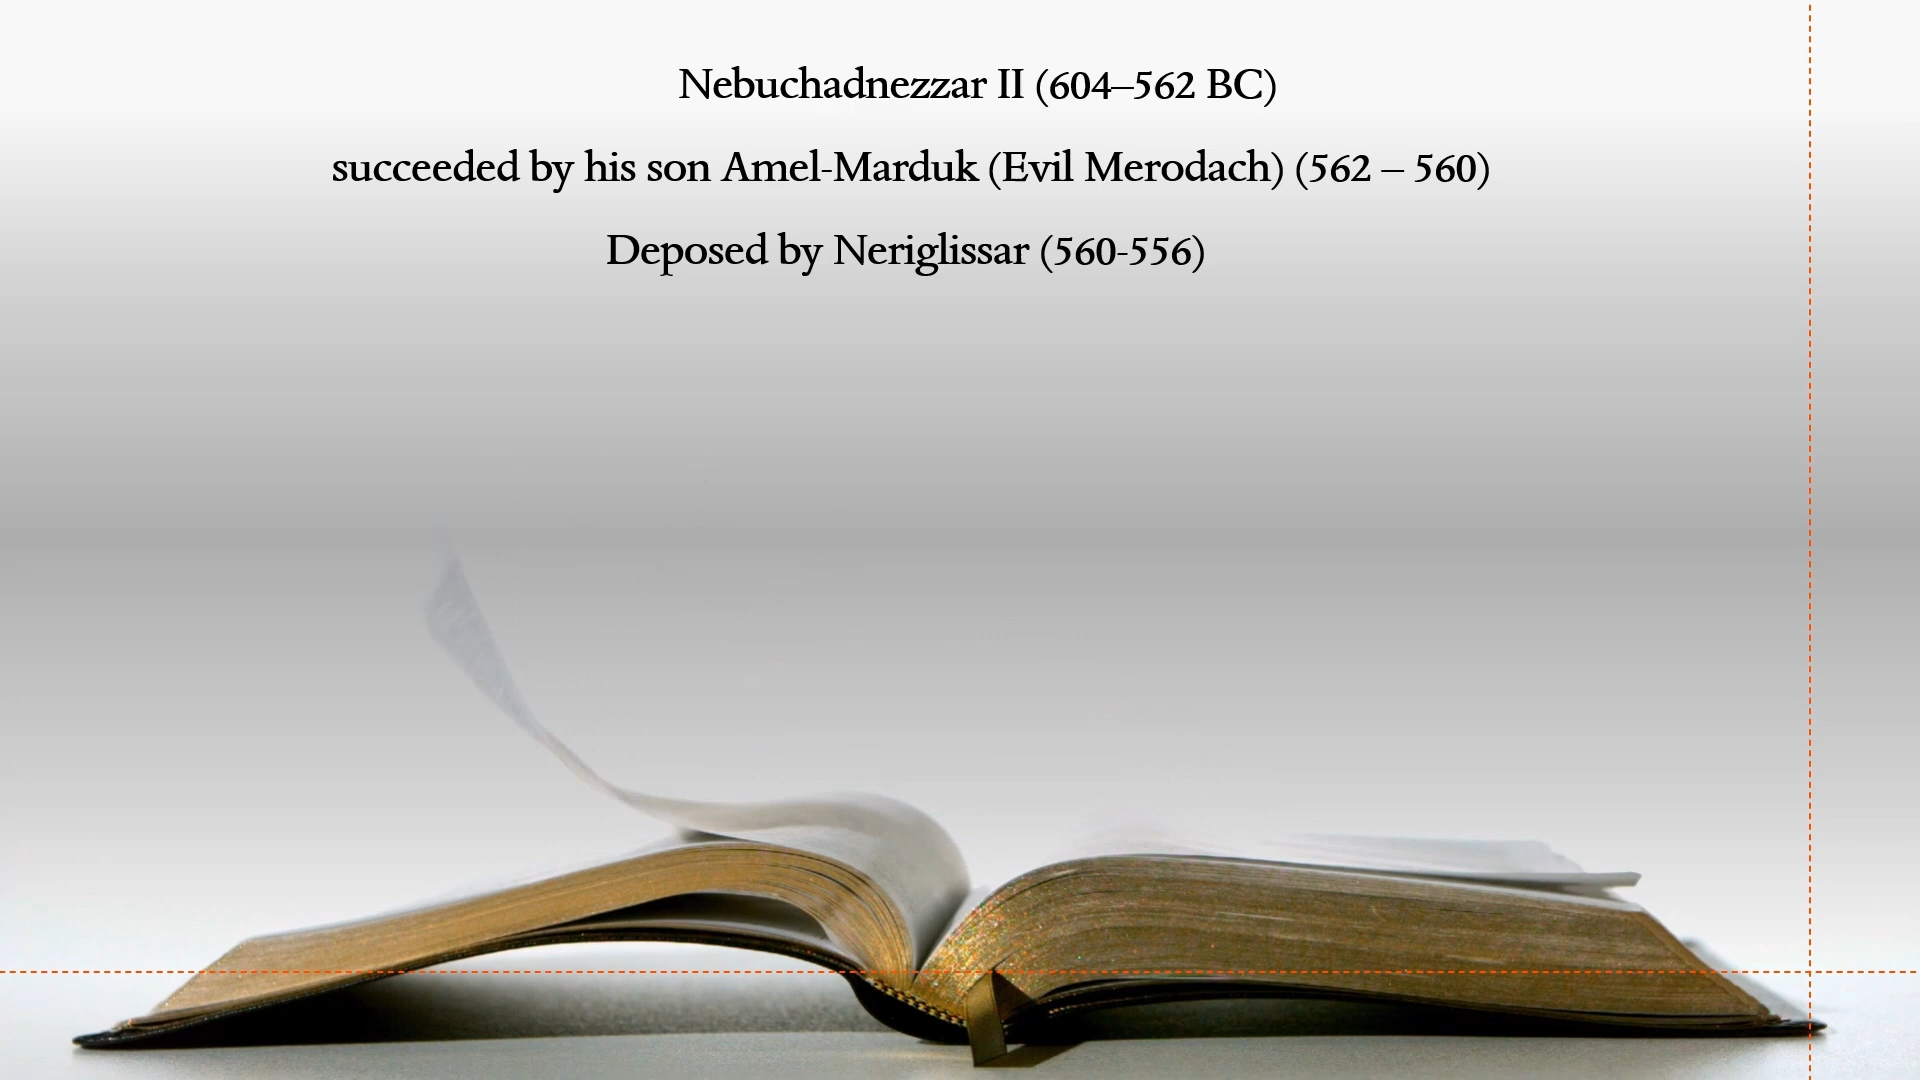 Nebuchadnezzar II (604–562 BC)
succeeded by his son Amel-Marduk (Evil Merodach) (562 – 560)
Deposed by Neriglissar (560-556)